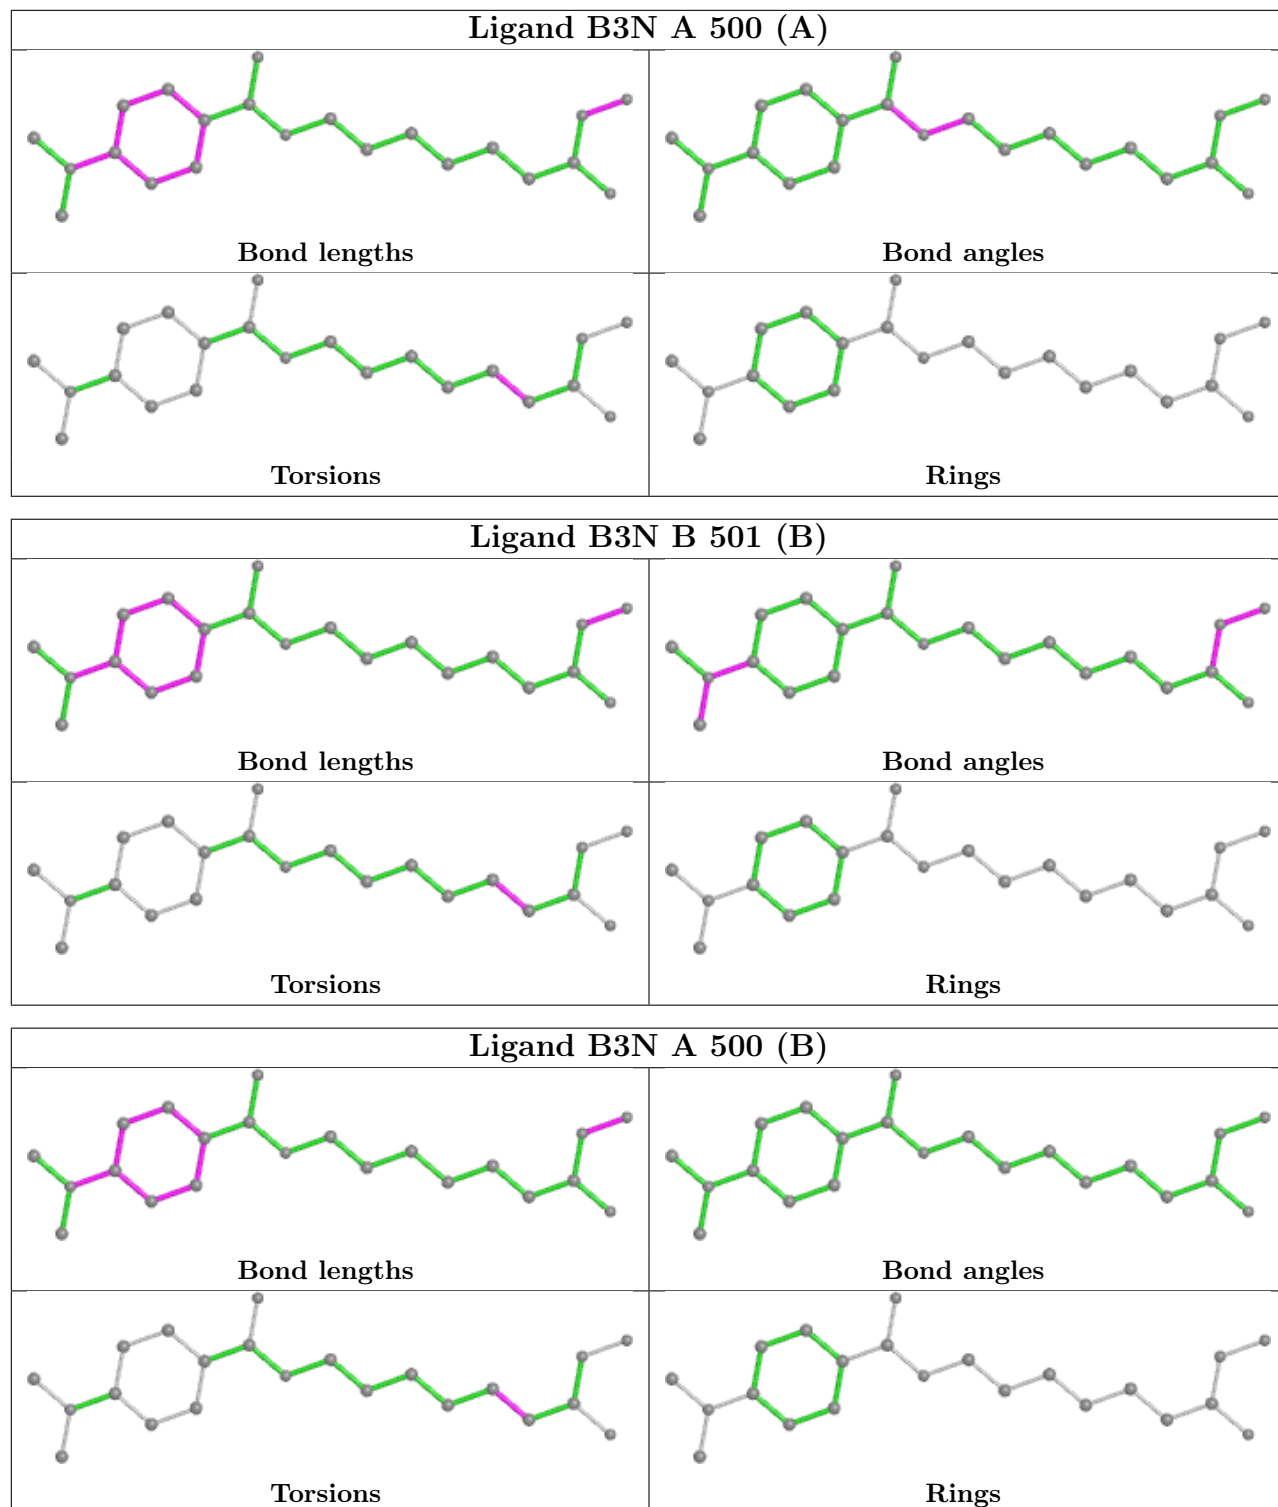 Ligand B3N A 500 (A)
Bond lengths
Bond angles
Torsions
Rings
Ligand B3N B 501 (B)
Bond lengths
Bond angles
Torsions
Rings
Ligand B3N A 500 (B)
Bond lengths
Bond angles
Torsions
Rings